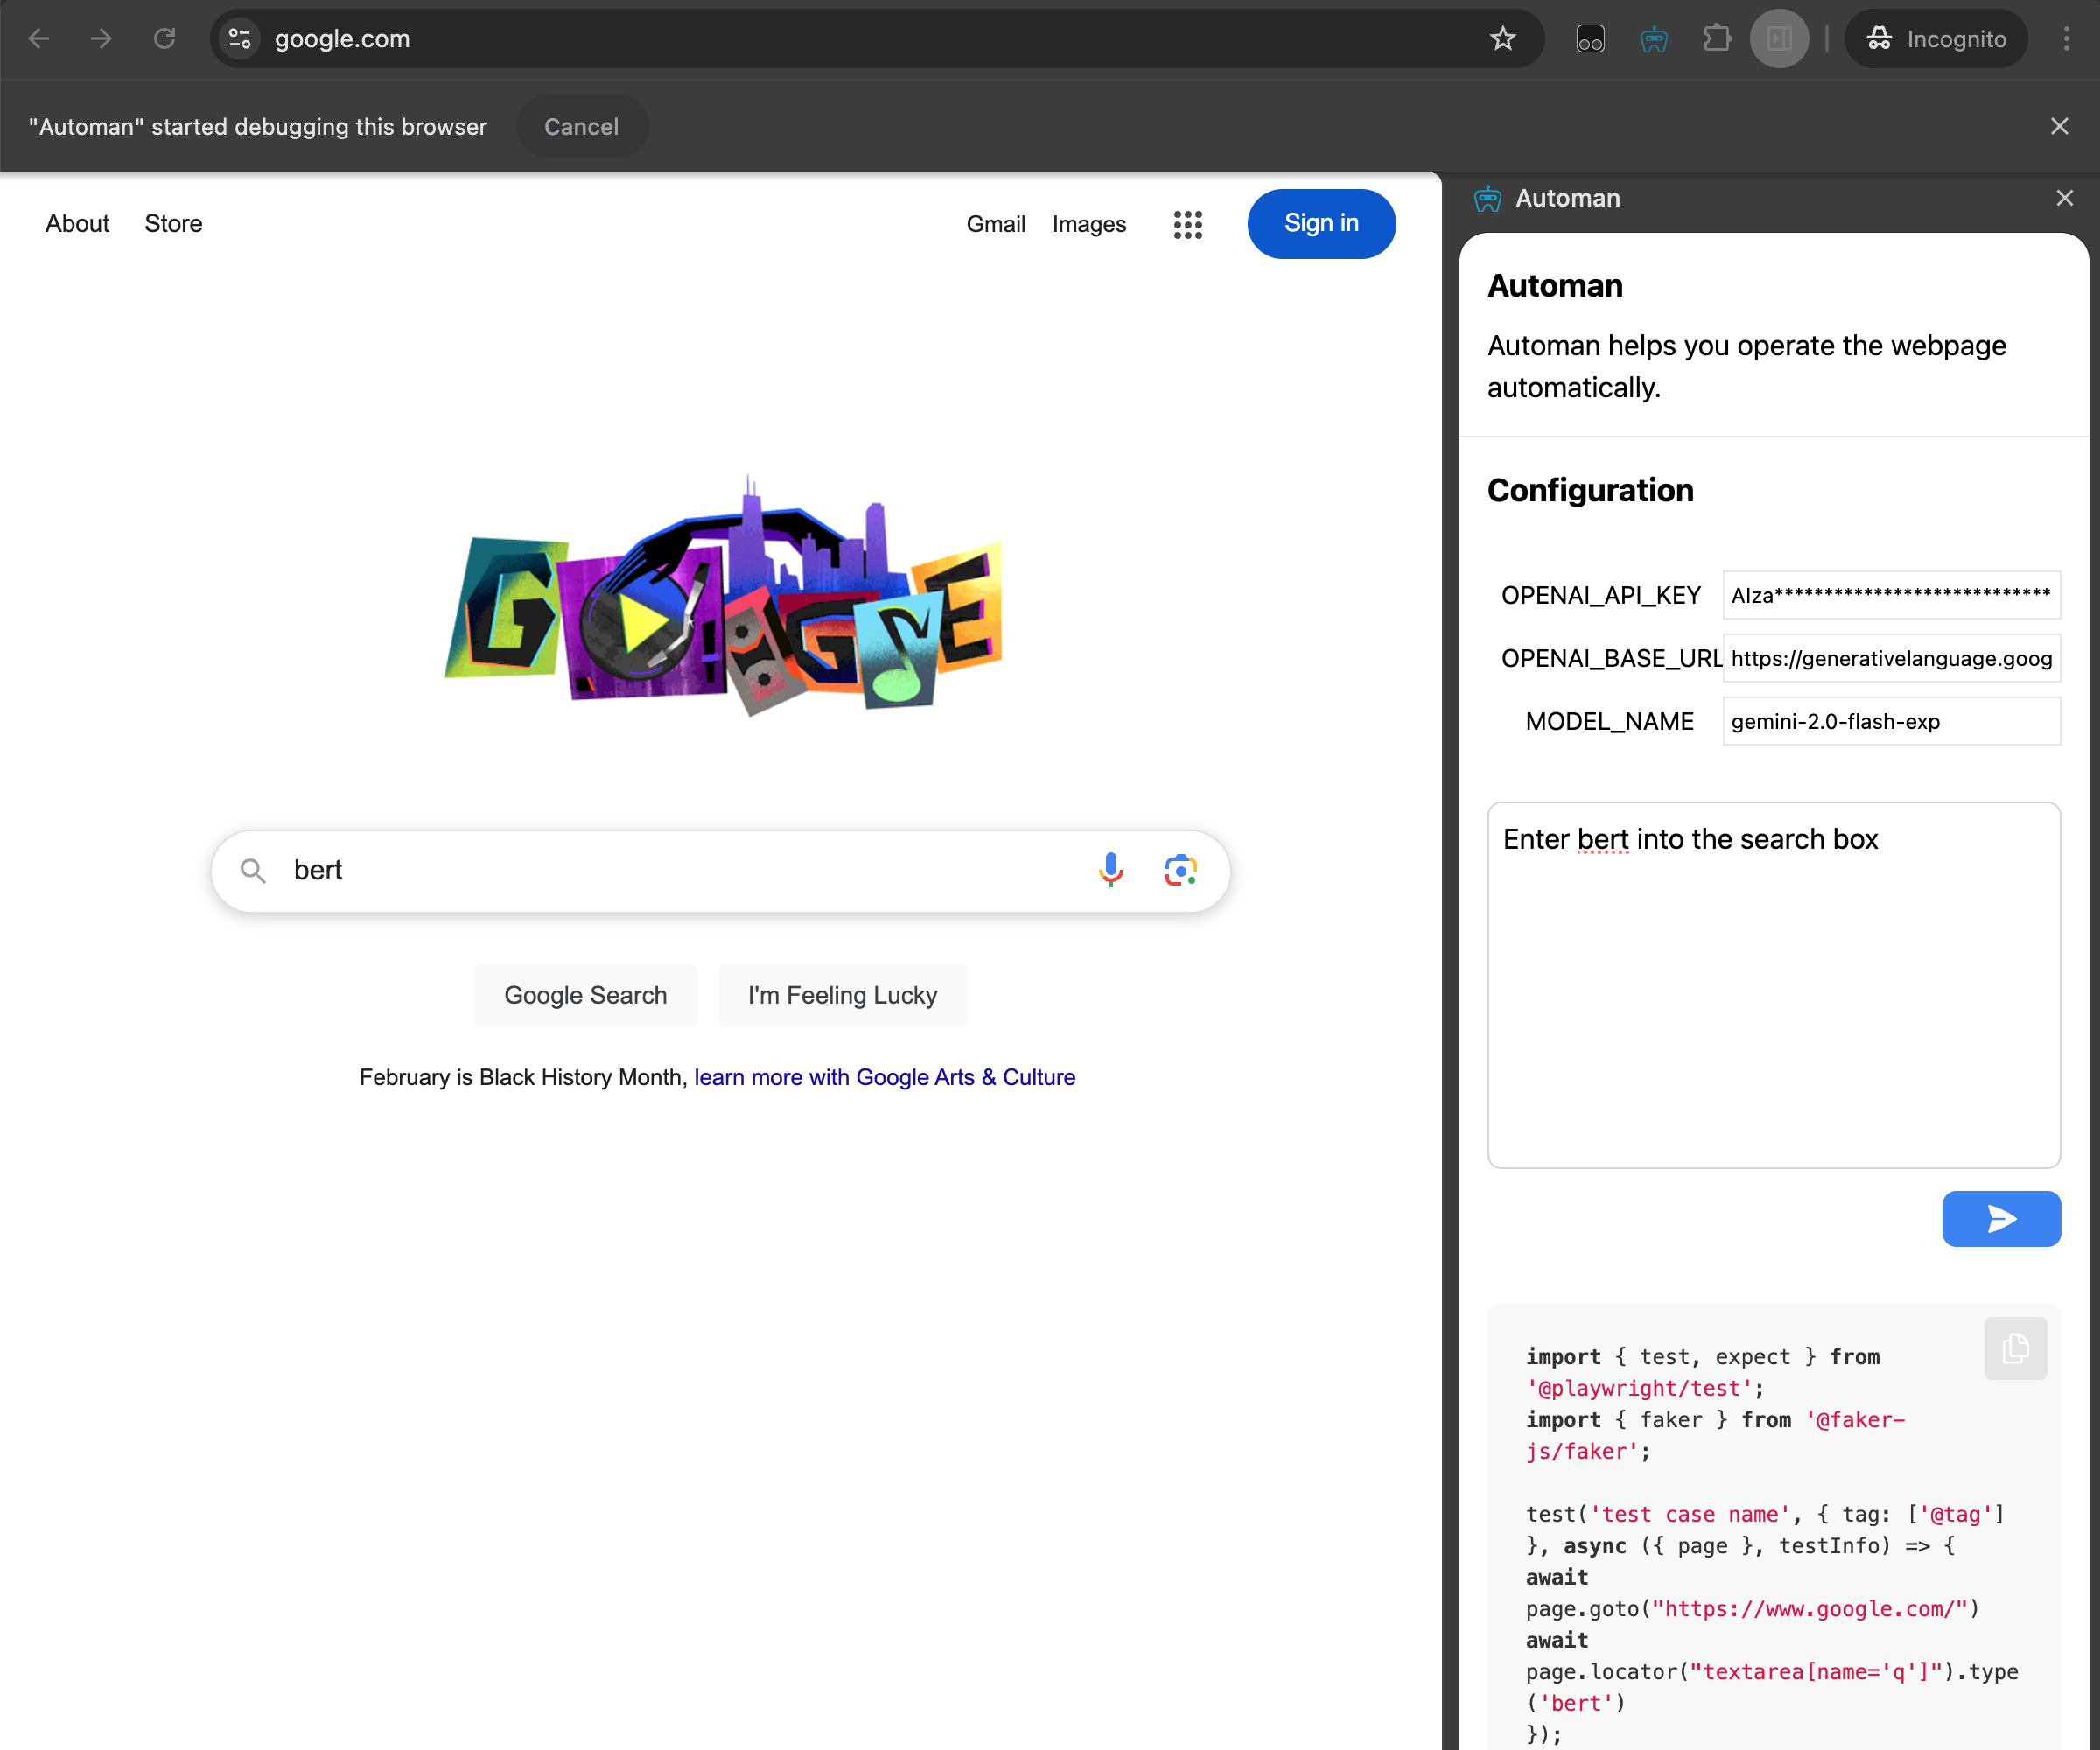 google.com
Incognito
"Automan" started debugging this browser
Cancel
About
Store
Gmail
Images
Sign in
GOOGLE
bert
Google Search
I'm Feeling Lucky
February is Black History Month, learn more with Google Arts & Culture
Automan
Automan
Automan helps you operate the webpage
automatically.
Configuration
OPENAI_API_KEY
AIza****************************
OPENAI_BASE_URL
https://generativelanguage.goog
MODEL_NAME
gemini-2.0-flash-exp
Enter bert into the search box
import { test, expect } from
'@playwright/test';
import { faker } from '@faker-
js/faker';
test('test case name', { tag: ['@tag']
}, async ({ page }, testInfo) => {
await
page.goto("https://www.google.com/")
await
page.locator("textarea[name='q']").type
('bert')
});